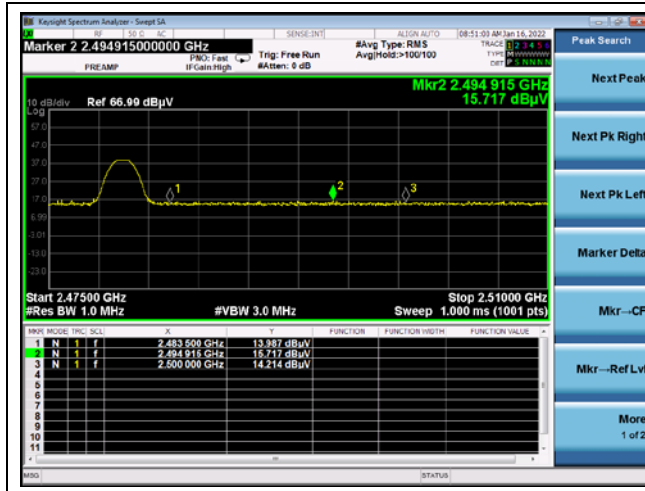 Keysight Spectrum Analyzer - Swept SA
RF 50 Ω AC SENSE:INT ALIGN AUTO 08:51:00 AM Jan 16, 2022
Marker 2 2.494915000000 GHz
PREAMP
PNO: Fast
IFGain:High
Trig: Free Run
#Atten: 0 dB
#Avg Type: RMS
Avg|Hold:>100/100
TRACE 1 2 3 4 5 6
TYPE M W W W W W
DET P S N N N N
Peak Search
Mkr2 2.494 915 GHz
15.717 dBµV
10 dB/div Ref 66.99 dBµV
Log
57.0
47.0
37.0
27.0
17.0
6.99
-3.01
-13.0
-23.0
1
2
3
Start 2.47500 GHz
Stop 2.51000 GHz
#Res BW 1.0 MHz
#VBW 3.0 MHz
Sweep 1.000 ms (1001 pts)
MKR MODE TRC SCL X Y FUNCTION FUNCTION WIDTH FUNCTION VALUE
1 N 1 f 2.483 500 GHz 13.987 dBuV
2 N 1 f 2.494 915 GHz 15.717 dBuV
3 N 1 f 2.500 000 GHz 14.214 dBuV
4
5
6
7
8
9
10
11
MSG
STATUS
Next Peak
Next Pk Right
Next Pk Left
Marker Delta
Mkr→CF
Mkr→Ref Lvl
More
1 of 2